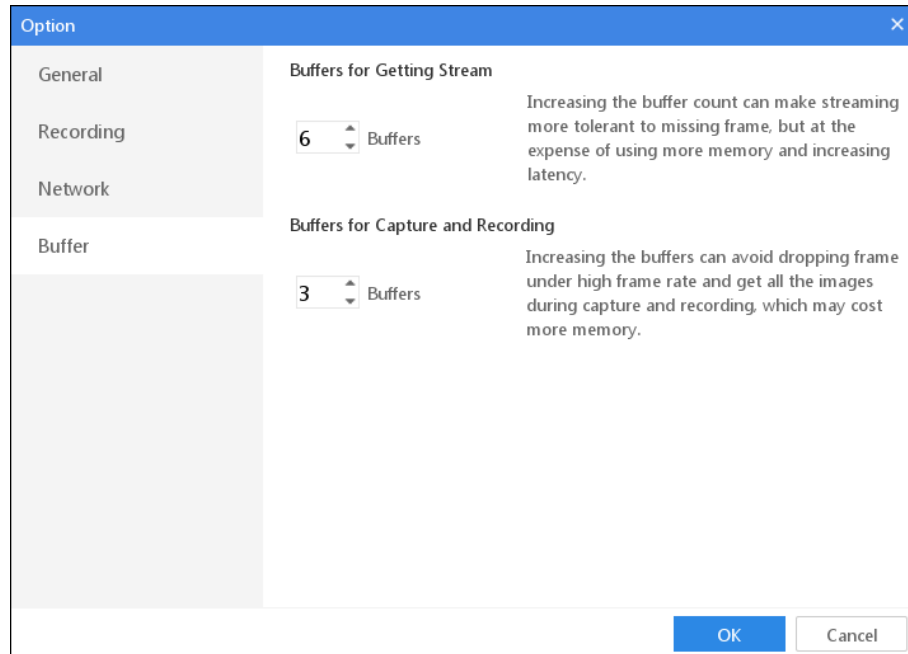 Option
General
Recording
Network
Buffer
Buffers for Getting Stream
6 Buffers
Increasing the buffer count can make streaming
more tolerant to missing frame, but at the
expense of using more memory and increasing
latency.
Buffers for Capture and Recording
3 Buffers
Increasing the buffers can avoid dropping frame
under high frame rate and get all the images
during capture and recording, which may cost
more memory.
OK
Cancel